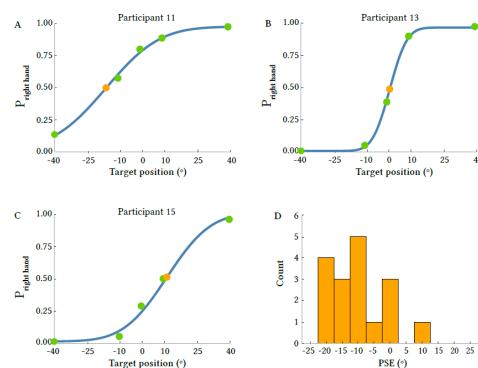 A
Participant 11
P right hand
1.00
0.75
0.50
0.25
0.00
-40 -25 -10 0 10 25 40
Target position (°)
B
Participant 13
P right hand
1.00
0.75
0.50
0.25
0.00
-40 -25 -10 0 10 25 4
Target position (°)
C
Participant 15
P right hand
1.00
0.75
0.50
0.25
0.00
-40 -25 -10 0 10 25 40
Target position (°)
D
Count
6
5
4
3
2
1
0
-25 -20 -15 -10 -5 0 5 10 15 20 25
PSE (°)